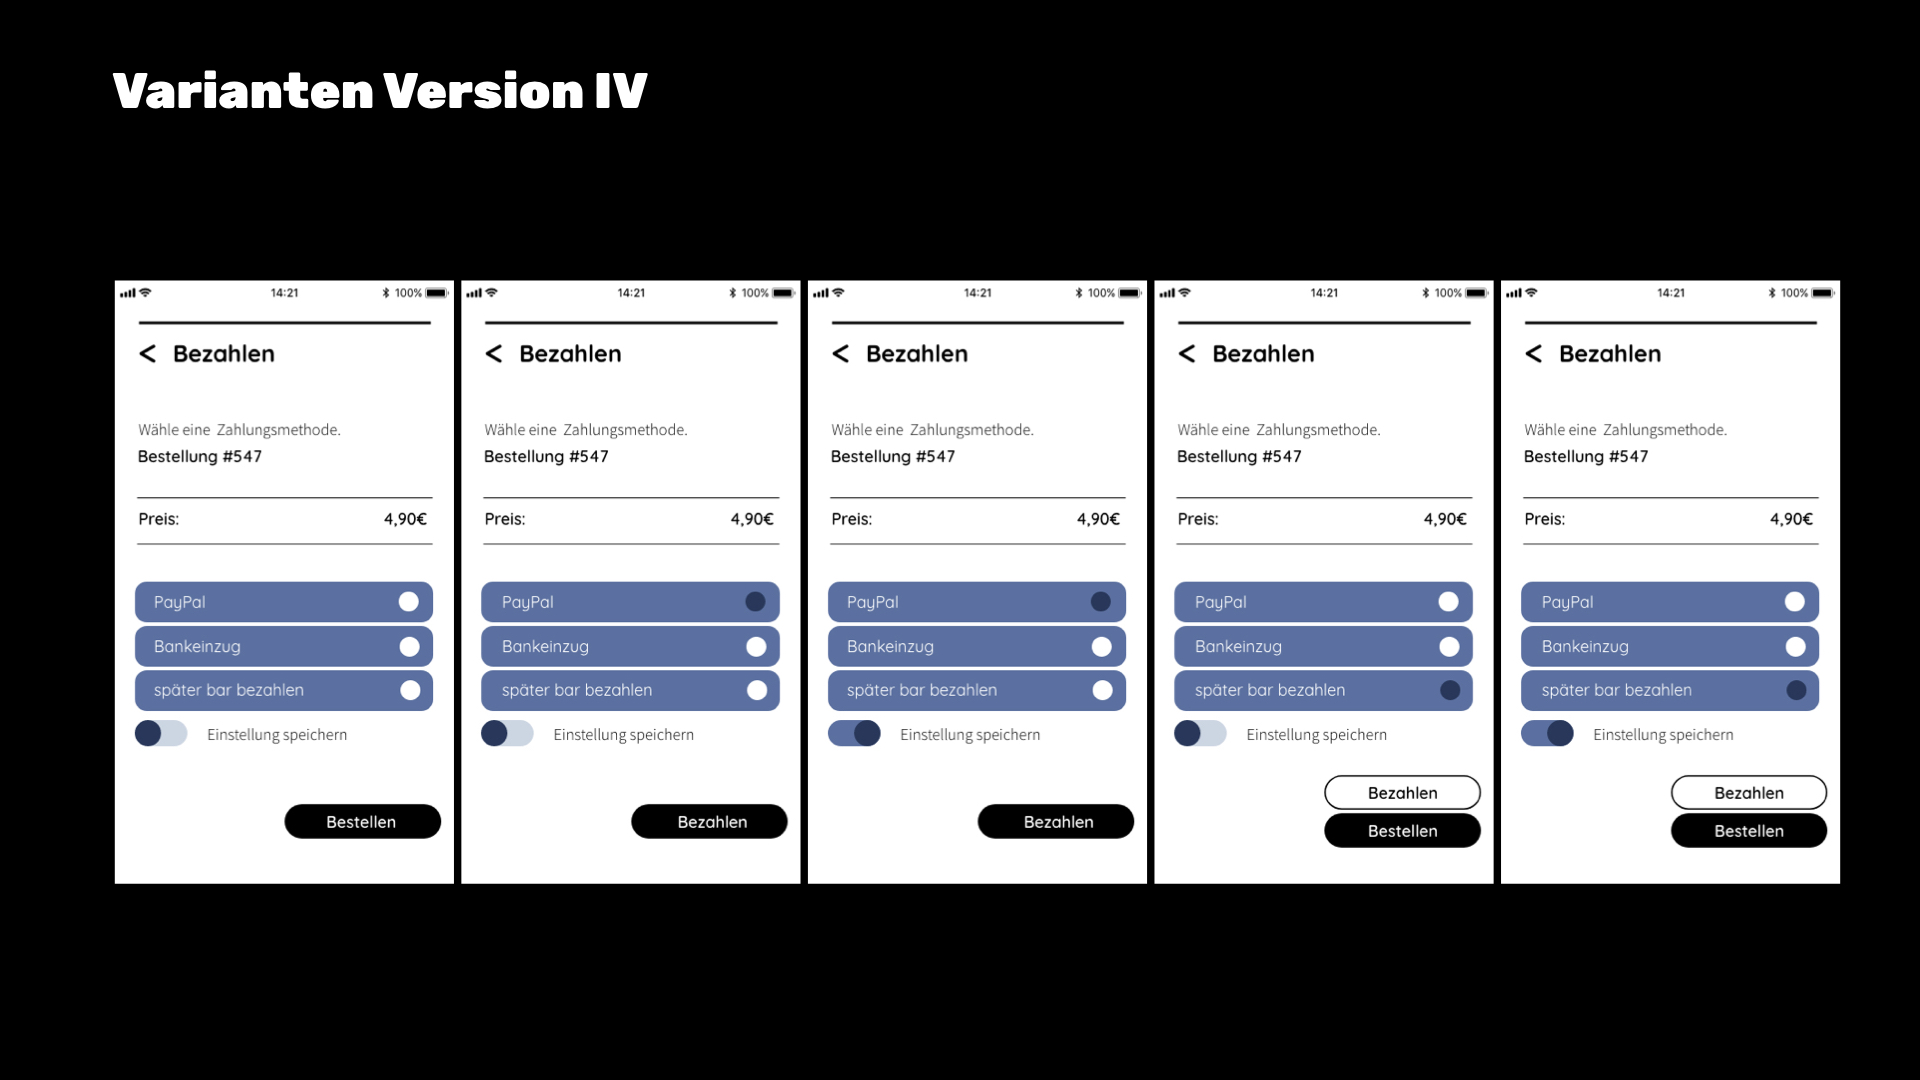 Varianten Version IV
14:21 100%
< Bezahlen
Wähle eine Zahlungsmethode.
Bestellung #547
Preis: 4,90€
PayPal
Bankeinzug
später bar bezahlen
Einstellung speichern
Bestellen
14:21 100%
< Bezahlen
Wähle eine Zahlungsmethode.
Bestellung #547
Preis: 4,90€
PayPal
Bankeinzug
später bar bezahlen
Einstellung speichern
Bezahlen
14:21 100%
< Bezahlen
Wähle eine Zahlungsmethode.
Bestellung #547
Preis: 4,90€
PayPal
Bankeinzug
später bar bezahlen
Einstellung speichern
Bezahlen
14:21 100%
< Bezahlen
Wähle eine Zahlungsmethode.
Bestellung #547
Preis: 4,90€
PayPal
Bankeinzug
später bar bezahlen
Einstellung speichern
Bezahlen
Bestellen
14:21 100%
< Bezahlen
Wähle eine Zahlungsmethode.
Bestellung #547
Preis: 4,90€
PayPal
Bankeinzug
später bar bezahlen
Einstellung speichern
Bezahlen
Bestellen